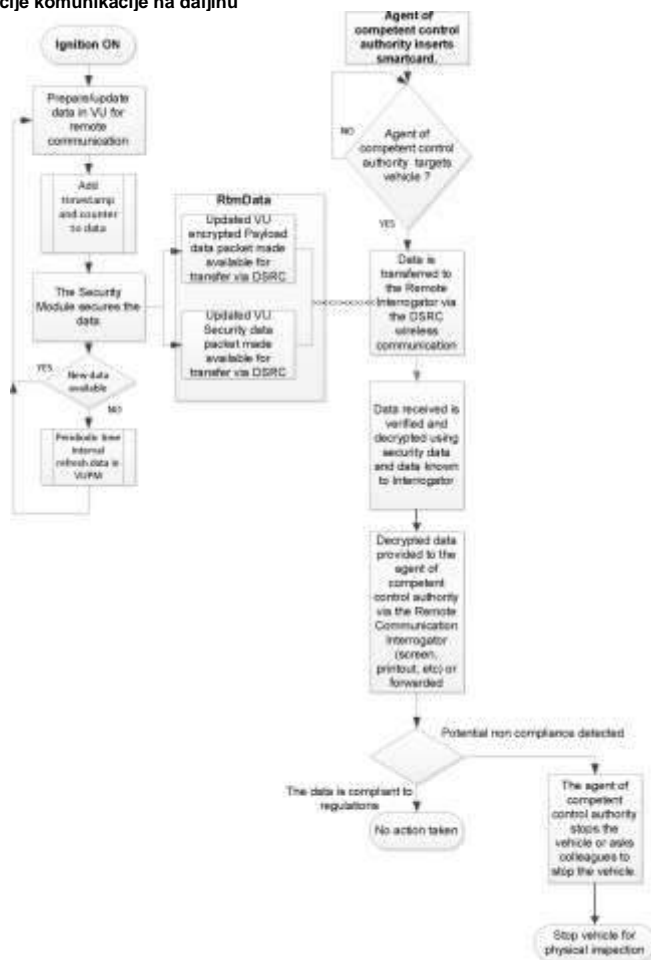 cije komunikacije na daljinu
Ignition ON
Prepare/update
data in VU for
remote
communication
Add
timestamp
and counter
to data
The Security
Module secures the
data
YES
New data
available
NO
Periodic time
interval
refresh data in
VUPM
RtmData
Updated VU
encrypted Payload
data packet made
available for
transfer via DSRC
Updated VU
Security data
packet made
available for
transfer via DSRC
Agent of
competent control
authority inserts
smartcard.
NO
Agent of
competent control
authority targets
vehicle ?
YES
Data is
transferred to
the Remote
Interrogator via
the DSRC
wireless
communication
Data received is
verified and
decrypted using
security data
and data known
to Interrogator
Decrypted data
provided to the
agent of
competent
control authority
via the Remote
Communication
Interrogator
(screen,
printout, etc) or
forwarded
Potential non compliance detected
The data is compliant to
regulations
No action taken
The agent of
competent
control authority
stops the
vehicle or asks
colleagues to
stop the vehicle.
Stop vehicle for
physical inspection